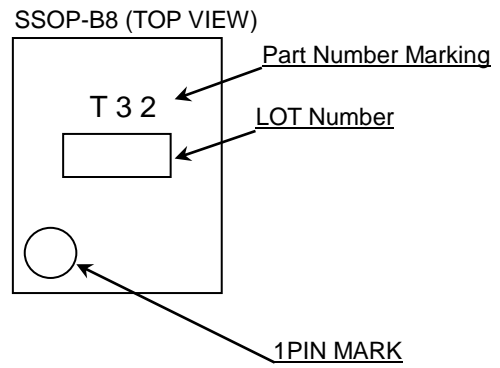 SSOP-B8 (TOP VIEW)
Part Number Marking
T 3 2
LOT Number
1PIN MARK